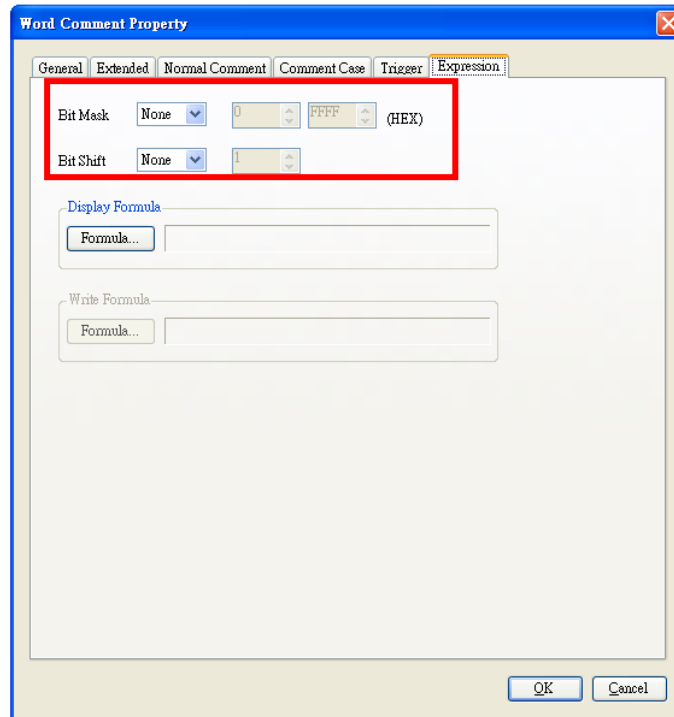 Word Comment Property
General Extended Normal Comment Comment Case Trigger Expression
Bit Mask None 0 FFFF (HEX)
Bit Shift None 1
Display Formula
Formula...
Write Formula
Formula...
OK Cancel